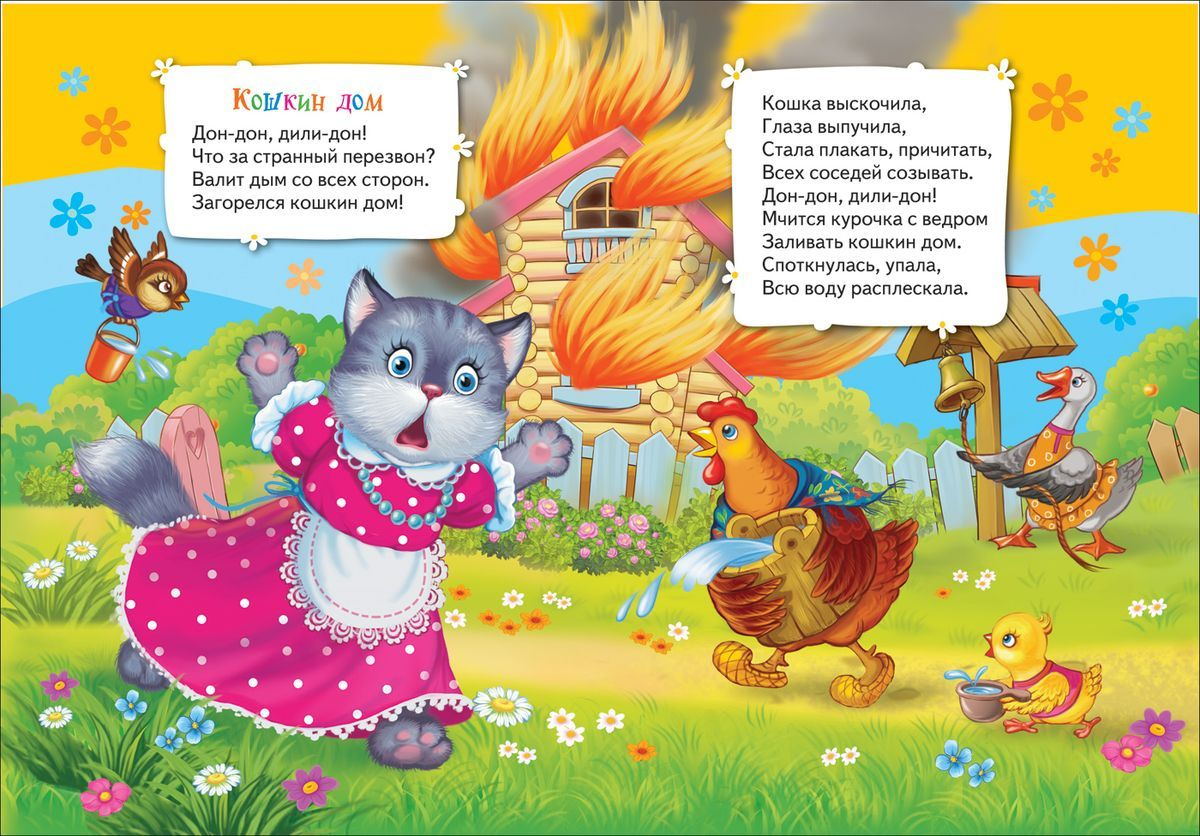 Кошкин дом
Дон-дон, дили-дон!
Что за странный перезвон?
Валит дым со всех сторон.
Загорелся кошкин дом!
Кошка выскочила,
Глаза выпучила,
Стала плакать, причитать,
Всех соседей созывать.
Дон-дон, дили-дон!
Мчится курочка с ведром
Заливать кошкин дом.
Споткнулась, упала,
Всю воду расплескала.